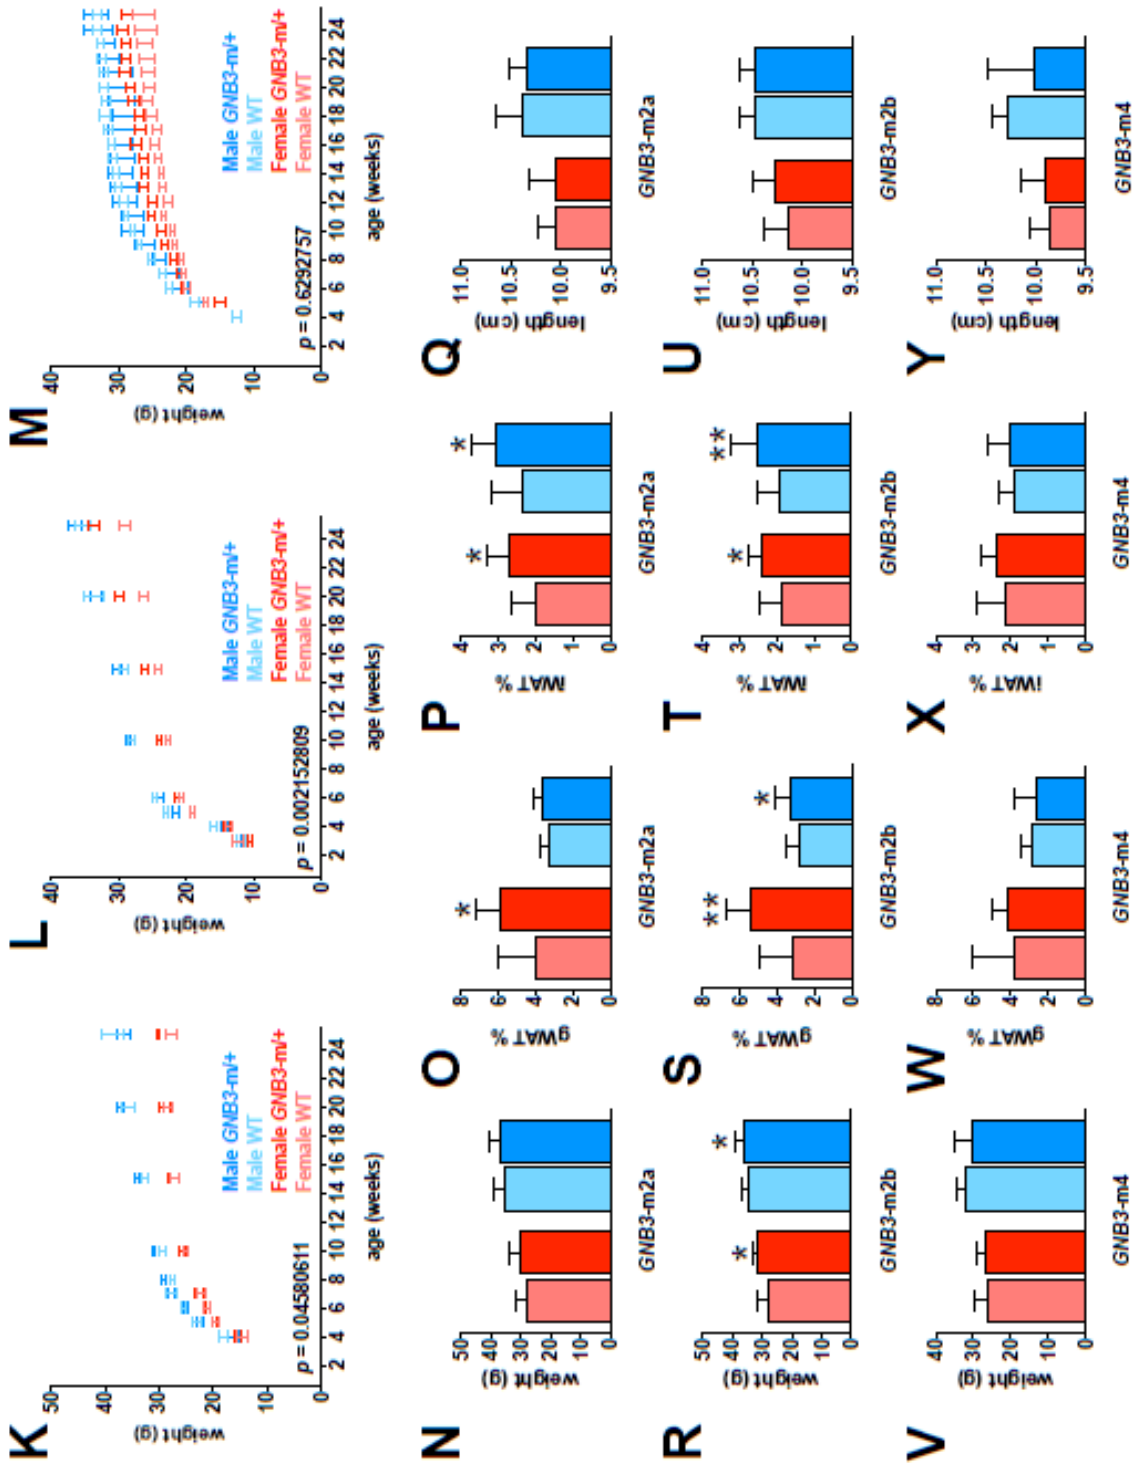 K
weight (g)
50
40
30
20
10
0
p = 0.04580611
Male GNB3-m/+
Male WT
Female GNB3-m/+
Female WT
2 4 6 8 10 12 14 16 18 20 22 24
age (weeks)
L
weight (g)
40
30
20
10
0
p = 0.002152809
Male GNB3-m/+
Male WT
Female GNB3-m/+
Female WT
2 4 6 8 10 12 14 16 18 20 22 24
age (weeks)
M
weight (g)
40
30
20
10
0
p = 0.6292757
Male GNB3-m/+
Male WT
Female GNB3-m/+
Female WT
2 4 6 8 10 12 14 16 18 20 22 24
age (weeks)
N
weight (g)
50
40
30
20
10
0
GNB3-m2a
O
gWAT %
8
6
4
2
0
*
GNB3-m2a
P
iWAT %
4
3
2
1
0
* *
GNB3-m2a
Q
length (cm)
11.0
10.5
10.0
9.5
GNB3-m2a
R
weight (g)
50
40
30
20
10
0
* *
GNB3-m2b
S
gWAT %
8
6
4
2
0
** *
GNB3-m2b
T
iWAT %
4
3
2
1
0
* **
GNB3-m2b
U
length (cm)
11.0
10.5
10.0
9.5
GNB3-m2b
V
weight (g)
40
30
20
10
0
GNB3-m4
W
gWAT %
8
6
4
2
0
GNB3-m4
X
iWAT %
4
3
2
1
0
GNB3-m4
Y
length (cm)
11.0
10.5
10.0
9.5
GNB3-m4